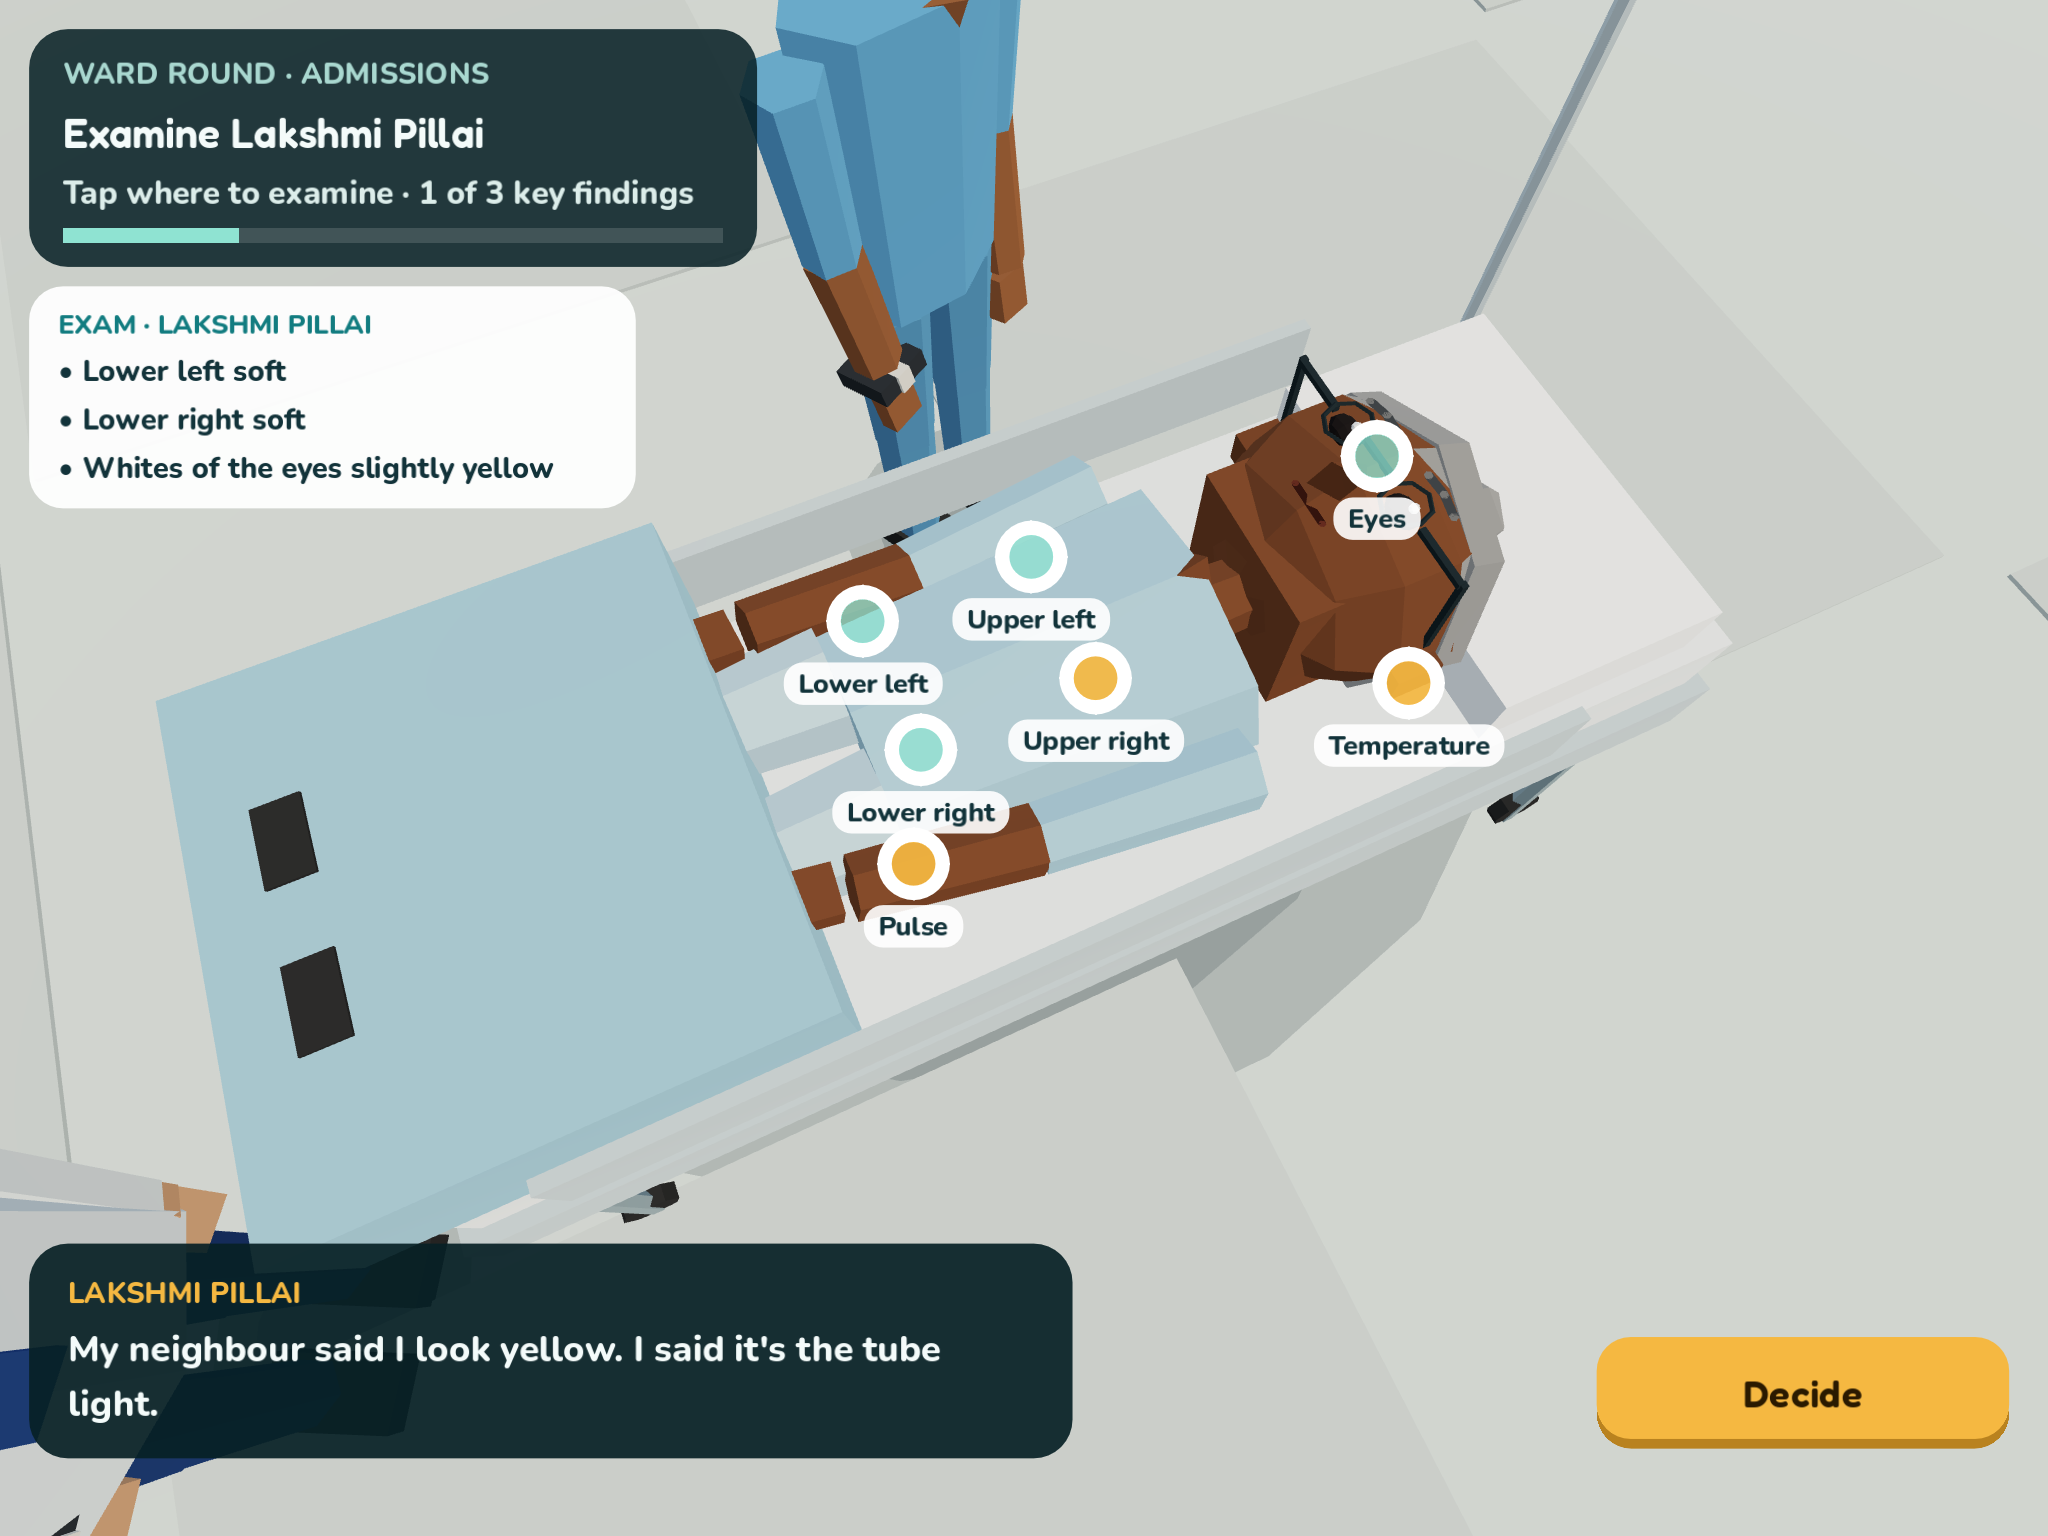 WARD ROUND · ADMISSIONS
Examine Lakshmi Pillai
Tap where to examine · 1 of 3 key findings
EXAM · LAKSHMI PILLAI
• Lower left soft
• Lower right soft
• Whites of the eyes slightly yellow
Eyes
Upper left
Lower left
Upper right
Temperature
Lower right
Pulse
LAKSHMI PILLAI
My neighbour said I look yellow. I said it's the tube
light.
Decide